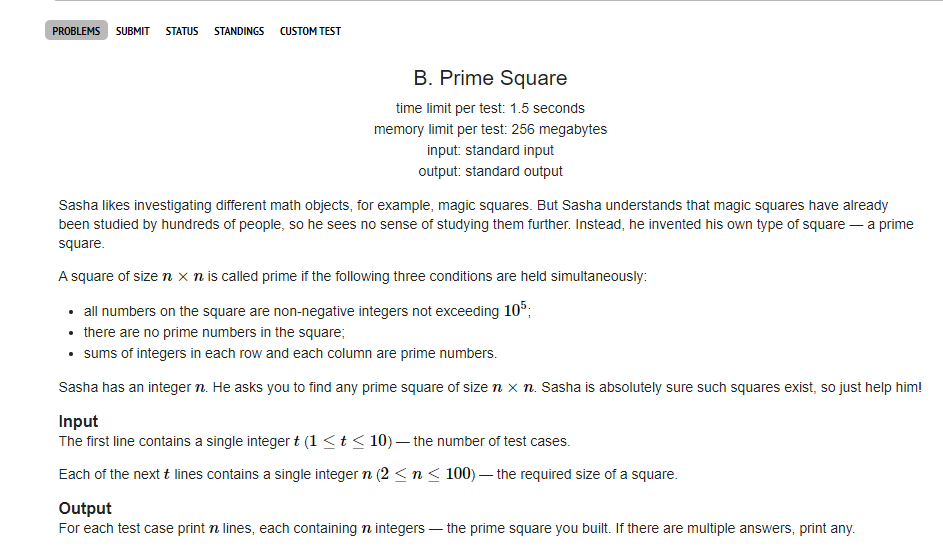 PROBLEMS SUBMIT STATUS STANDINGS CUSTOM TEST
B. Prime Square
time limit per test: 1.5 seconds
memory limit per test: 256 megabytes
input: standard input
output: standard output
Sasha likes investigating different math objects, for example, magic squares. But Sasha understands that magic squares have already
been studied by hundreds of people, so he sees no sense of studying them further. Instead, he invented his own type of square — a prime
square.
A square of size n × n is called prime if the following three conditions are held simultaneously:
• all numbers on the square are non-negative integers not exceeding 10⁵;
• there are no prime numbers in the square;
• sums of integers in each row and each column are prime numbers.
Sasha has an integer n. He asks you to find any prime square of size n × n. Sasha is absolutely sure such squares exist, so just help him!
Input
The first line contains a single integer t (1 ≤ t ≤ 10) — the number of test cases.
Each of the next t lines contains a single integer n (2 ≤ n ≤ 100) — the required size of a square.
Output
For each test case print n lines, each containing n integers — the prime square you built. If there are multiple answers, print any.